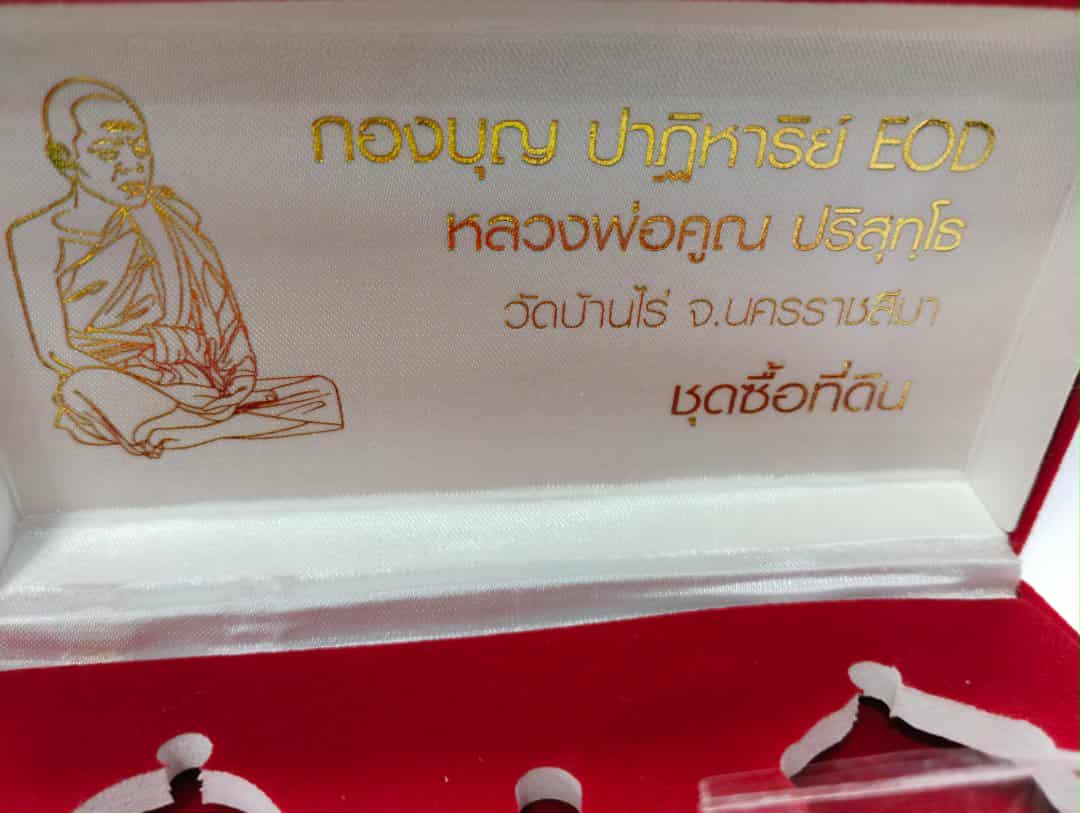 กองบุญ ปาฏิหาริย์ EOD
หลวงพ่อคูณ ปริสุทฺโธ
วัดบ้านไร่ จ.นครราชสีมา
ชุดซื้อที่ดิน